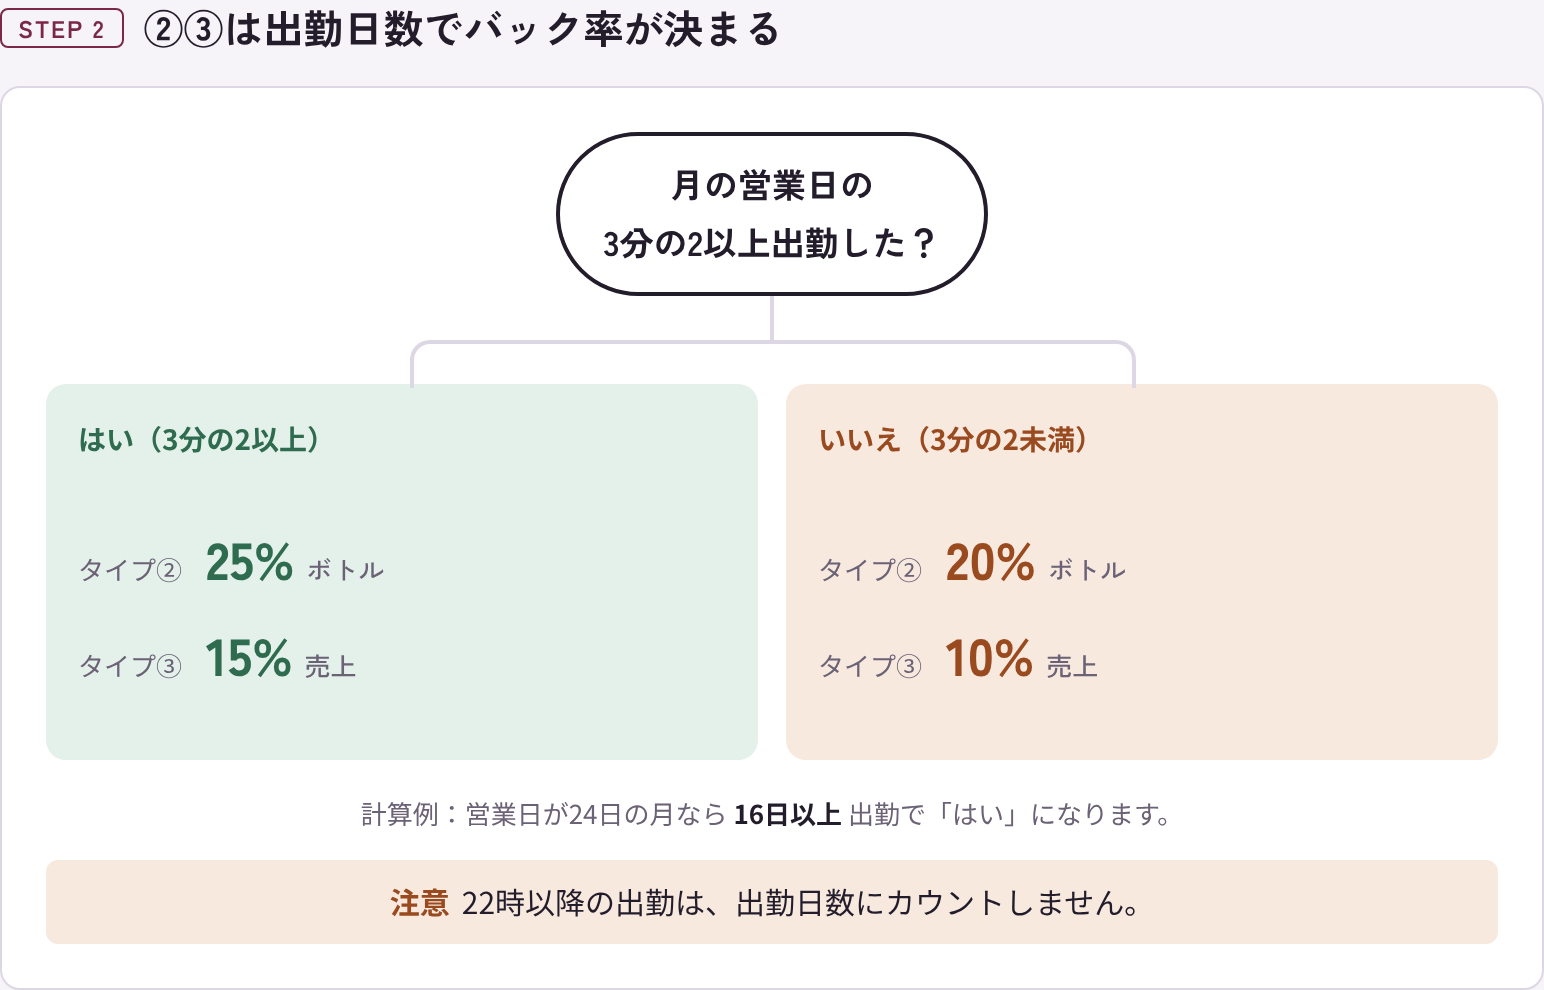 STEP 2 ②③は出勤日数でバック率が決まる
月の営業日の
3分の2以上出勤した？
はい（3分の2以上）
タイプ② 25% ボトル
タイプ③ 15% 売上
いいえ（3分の2未満）
タイプ② 20% ボトル
タイプ③ 10% 売上
計算例：営業日が24日の月なら 16日以上 出勤で「はい」になります。
注意 22時以降の出勤は、出勤日数にカウントしません。